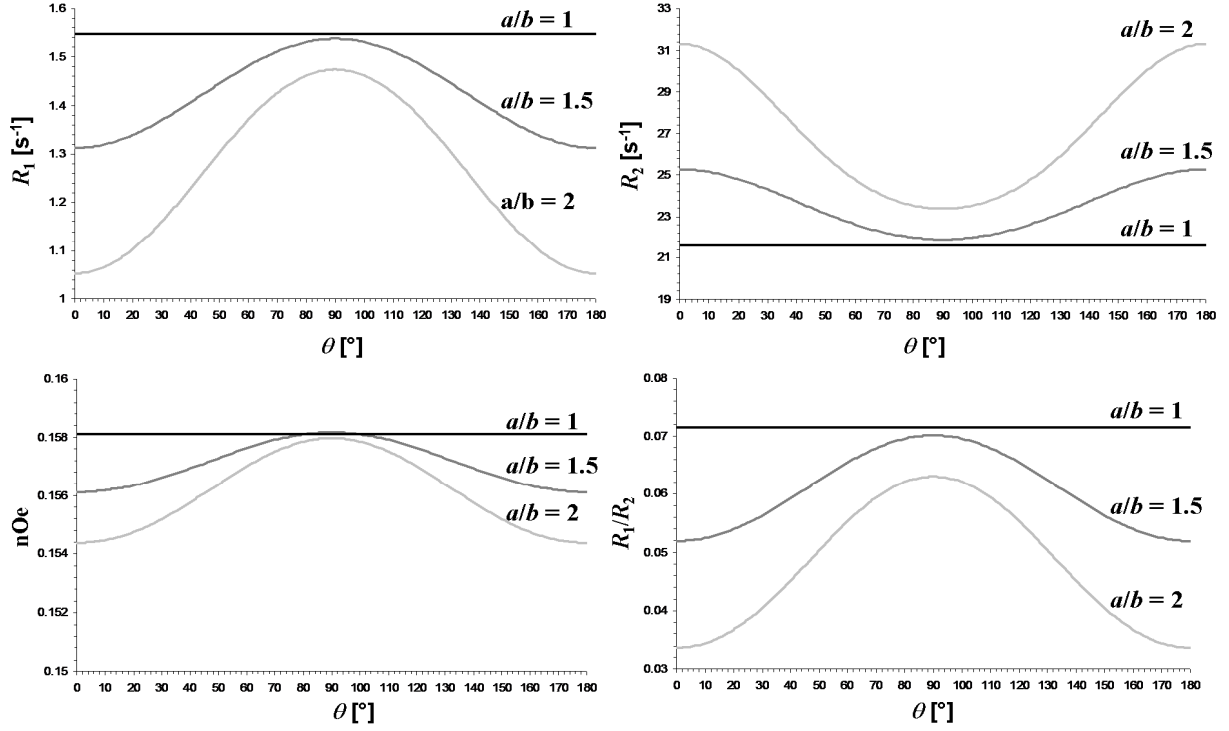 1.6
1.5
1.4
1.3
1.2
1.1
1
R1 [s-1]
a/b = 1
a/b = 1.5
a/b = 2
0 10 20 30 40 50 60 70 80 90 100 110 120 130 140 150 160 170 180
θ [°]
33
31
29
27
25
23
21
19
R2 [s-1]
a/b = 2
a/b = 1.5
a/b = 1
0 10 20 30 40 50 60 70 80 90 100 110 120 130 140 150 160 170 180
θ [°]
0.16
0.158
0.156
0.154
0.152
0.15
nOe
a/b = 1
a/b = 1.5
a/b = 2
0 10 20 30 40 50 60 70 80 90 100 110 120 130 140 150 160 170 180
θ [°]
0.08
0.07
0.06
0.05
0.04
0.03
R1/R2
a/b = 1
a/b = 1.5
a/b = 2
0 10 20 30 40 50 60 70 80 90 100 110 120 130 140 150 160 170 180
θ [°]